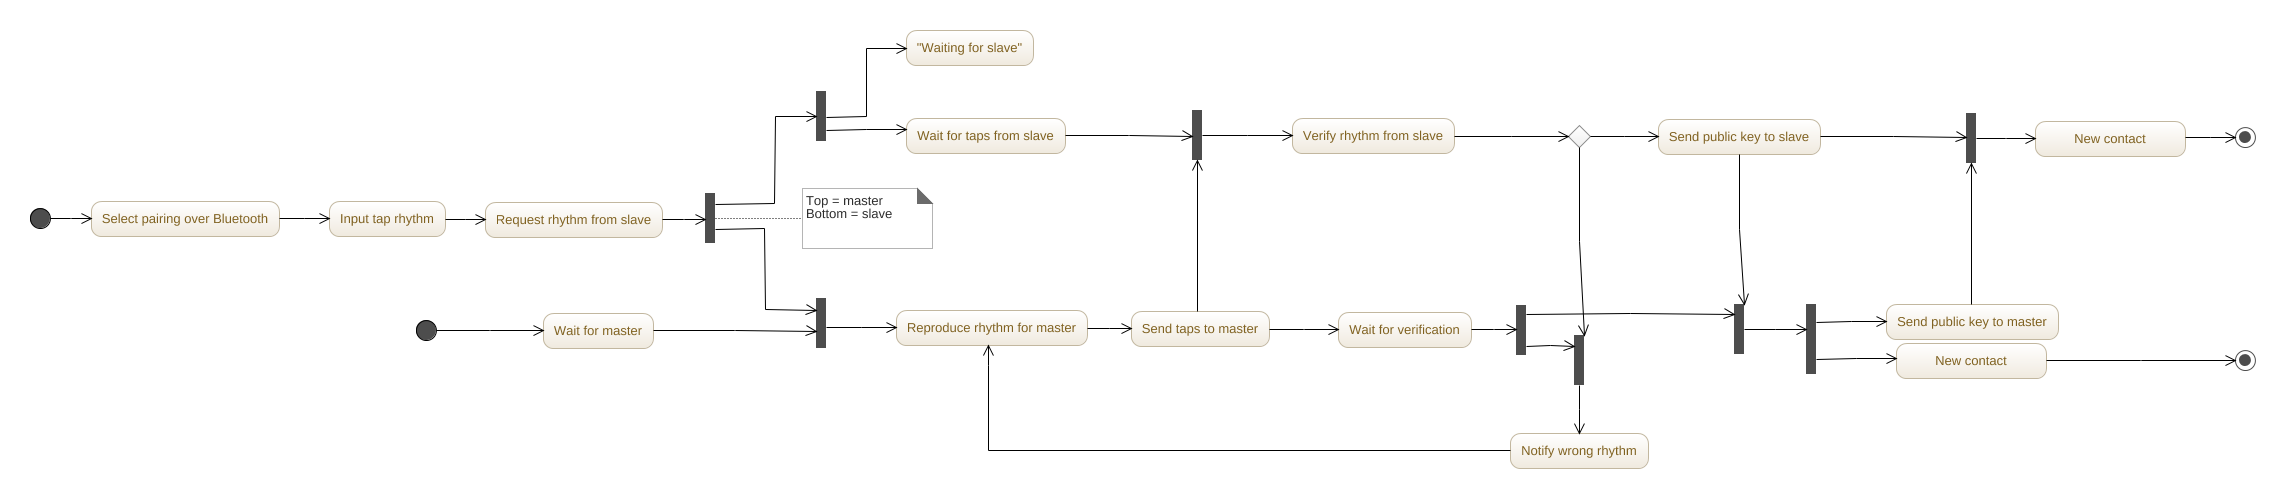 "Waiting for slave"
Wait for taps from slave
Verify rhythm from slave
Send public key to slave
New contact
Select pairing over Bluetooth
Input tap rhythm
Request rhythm from slave
Top = master
Bottom = slave
Wait for master
Reproduce rhythm for master
Send taps to master
Wait for verification
Send public key to master
New contact
Notify wrong rhythm